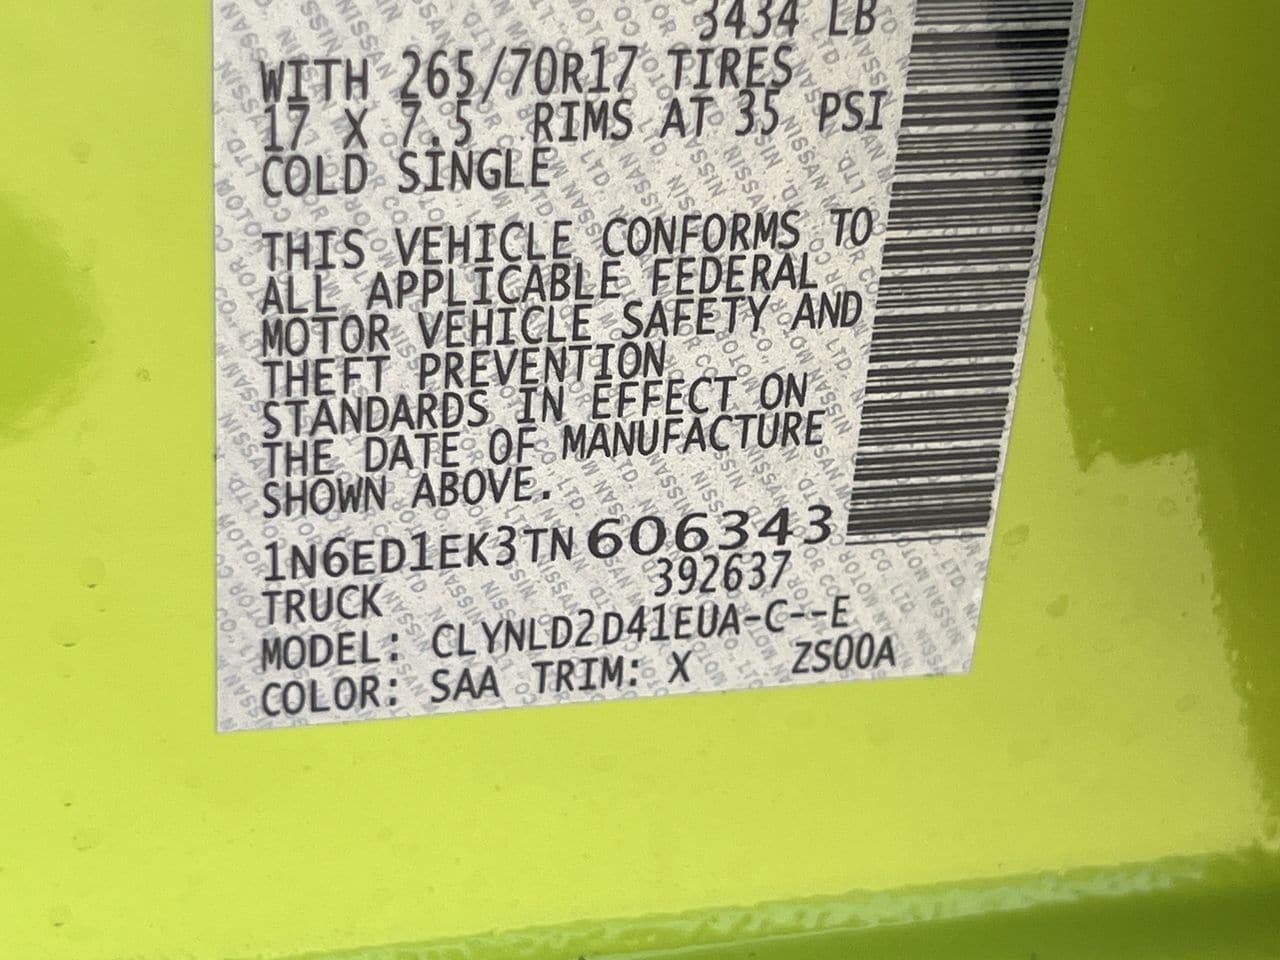 3434 LB
WITH 265/70R17 TIRES
17 X 7.5 RIMS AT 35 PSI
COLD SINGLE
THIS VEHICLE CONFORMS TO
ALL APPLICABLE FEDERAL
MOTOR VEHICLE SAFETY AND
THEFT PREVENTION
STANDARDS IN EFFECT ON
THE DATE OF MANUFACTURE
SHOWN ABOVE.
1N6ED1EK3TN606343
392637
TRUCK
MODEL: CLYNLD2D41EUA-C--E
COLOR: SAA TRIM: X ZS00A